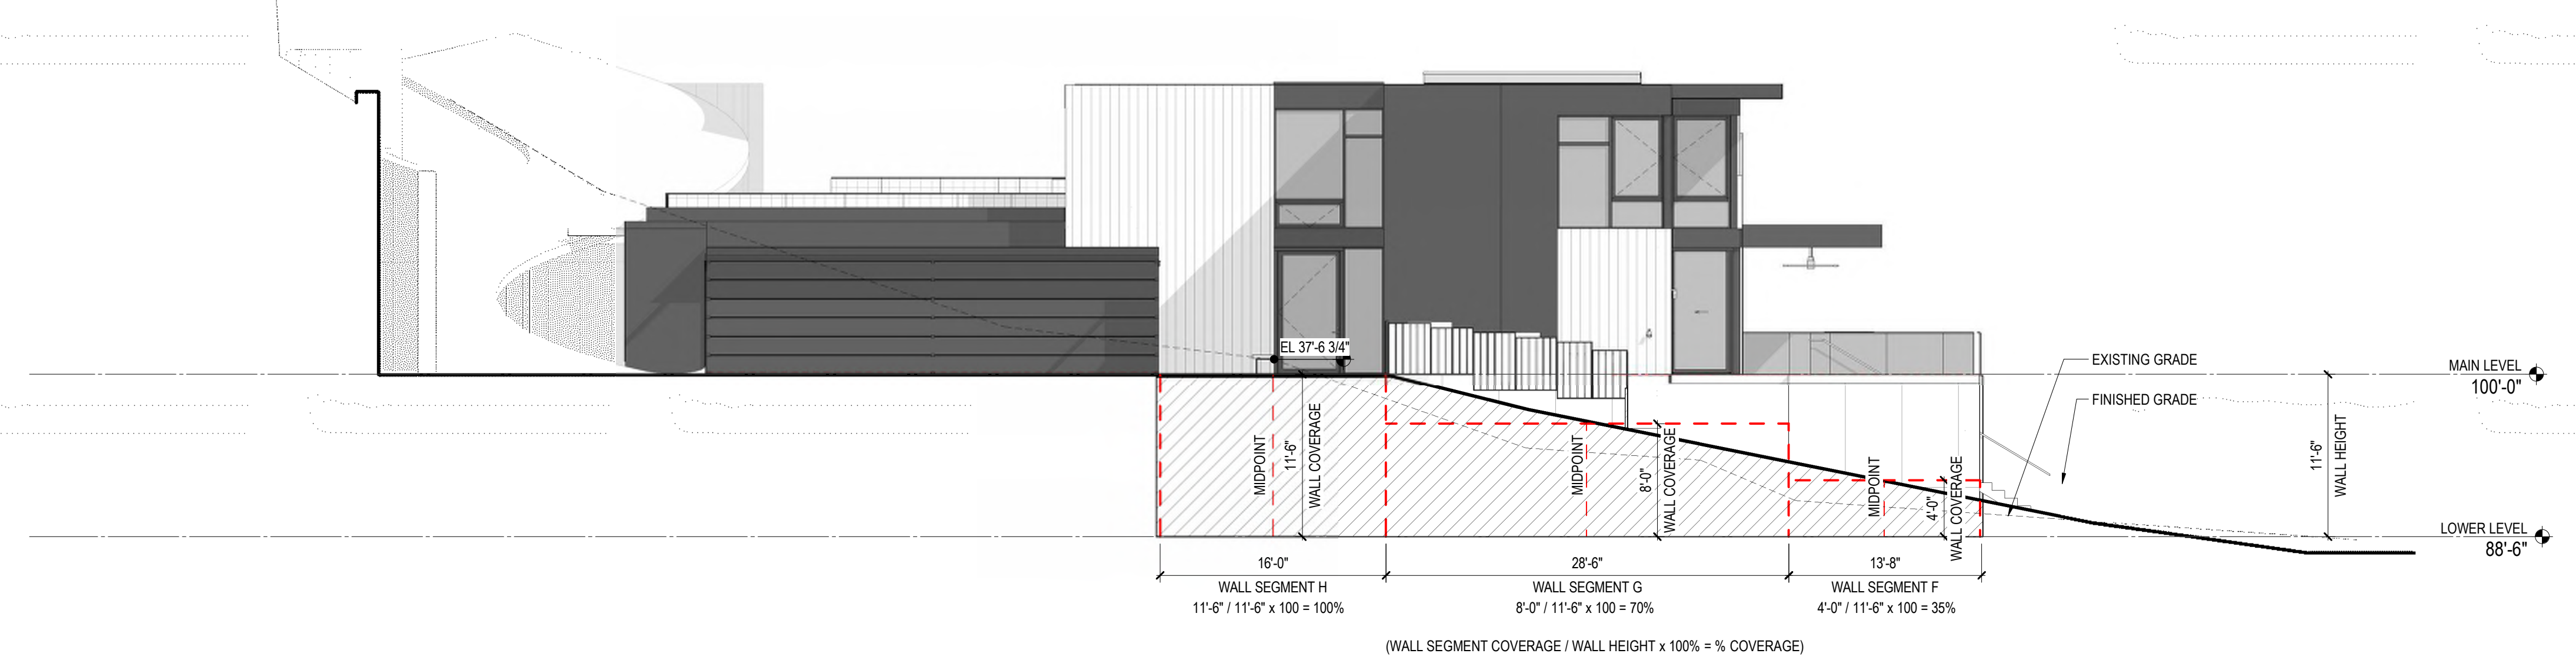 EL 37'-6 3/4"
EXISTING GRADE
MAIN LEVEL
100'-0"
FINISHED GRADE
MIDPOINT
11'-6"
WALL COVERAGE
MIDPOINT
8'-0"
WALL COVERAGE
MIDPOINT
4'-0"
WALL COVERAGE
11'-6"
WALL HEIGHT
LOWER LEVEL
88'-6"
16'-0"
28'-6"
13'-8"
WALL SEGMENT H
WALL SEGMENT G
WALL SEGMENT F
11'-6" / 11'-6" x 100 = 100%
8'-0" / 11'-6" x 100 = 70%
4'-0" / 11'-6" x 100 = 35%
(WALL SEGMENT COVERAGE / WALL HEIGHT x 100% = % COVERAGE)